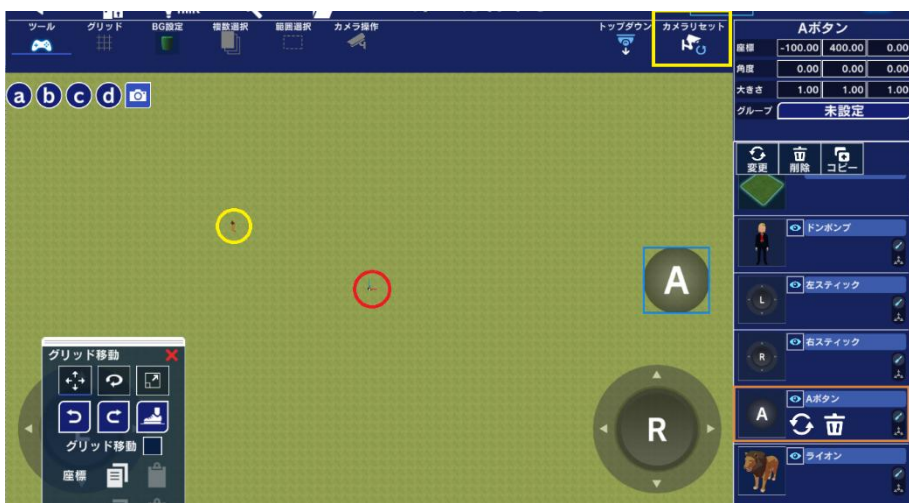 ツール
グリッド
BG設定
複数選択
範囲選択
カメラ操作
トップダウン
カメラリセット
a b c d
A
R
グリッド移動
グリッド移動
座標
Aボタン
座標 -100.00 400.00 0.00
角度 0.00 0.00 0.00
大きさ 1.00 1.00 1.00
グループ 未設定
変更 削除 コピー
ドンポンプ
L 左スティック
R 右スティック
A Aボタン
ライオン